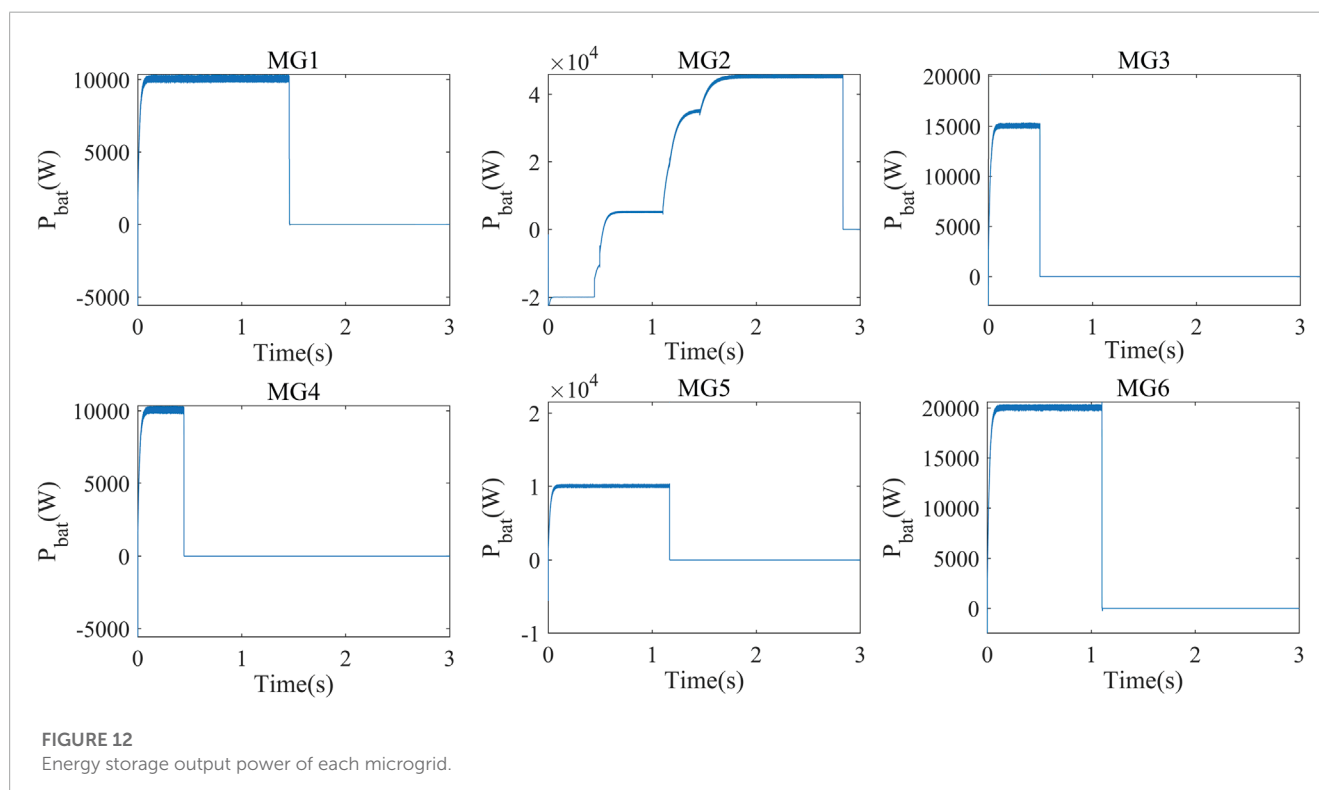 MG1
10000
5000
0
-5000
P_bat(W)
0 1 2 3
Time(s)
×10^4
MG2
4
2
0
-2
P_bat(W)
0 1 2 3
Time(s)
MG3
20000
15000
10000
5000
0
P_bat(W)
0 1 2 3
Time(s)
MG4
10000
5000
0
-5000
P_bat(W)
0 1 2 3
Time(s)
×10^4
MG5
2
1
0
-1
P_bat(W)
0 1 2 3
Time(s)
MG6
20000
15000
10000
5000
0
P_bat(W)
0 1 2 3
Time(s)
FIGURE 12
Energy storage output power of each microgrid.